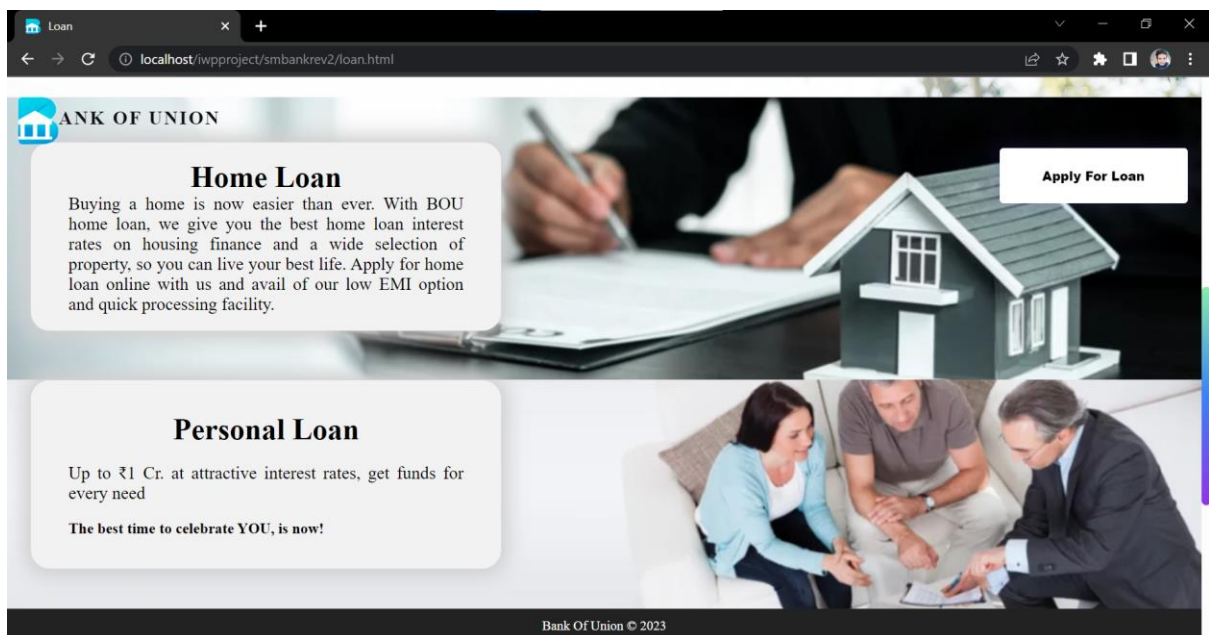 Loan
localhost/iwpproject/smbankrev2/loan.html
ANK OF UNION
Home Loan
Buying a home is now easier than ever. With BOU
home loan, we give you the best home loan interest
rates on housing finance and a wide selection of
property, so you can live your best life. Apply for home
loan online with us and avail of our low EMI option
and quick processing facility.
Apply For Loan
Personal Loan
Up to ₹1 Cr. at attractive interest rates, get funds for
every need
The best time to celebrate YOU, is now!
Bank Of Union © 2023